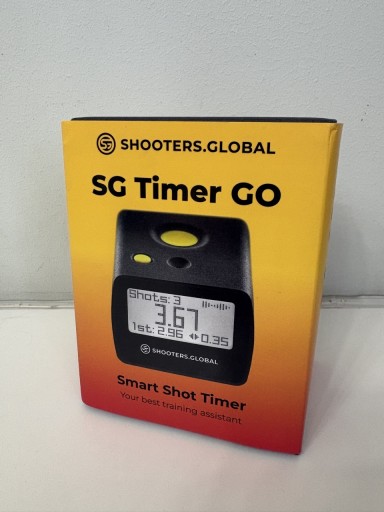 SHOOTERS.GLOBAL
SG Timer GO
Shots: 3
3.67
1st: 2.96 ◂▸0.35
SHOOTERS.GLOBAL
Smart Shot Timer
Your best training assistant